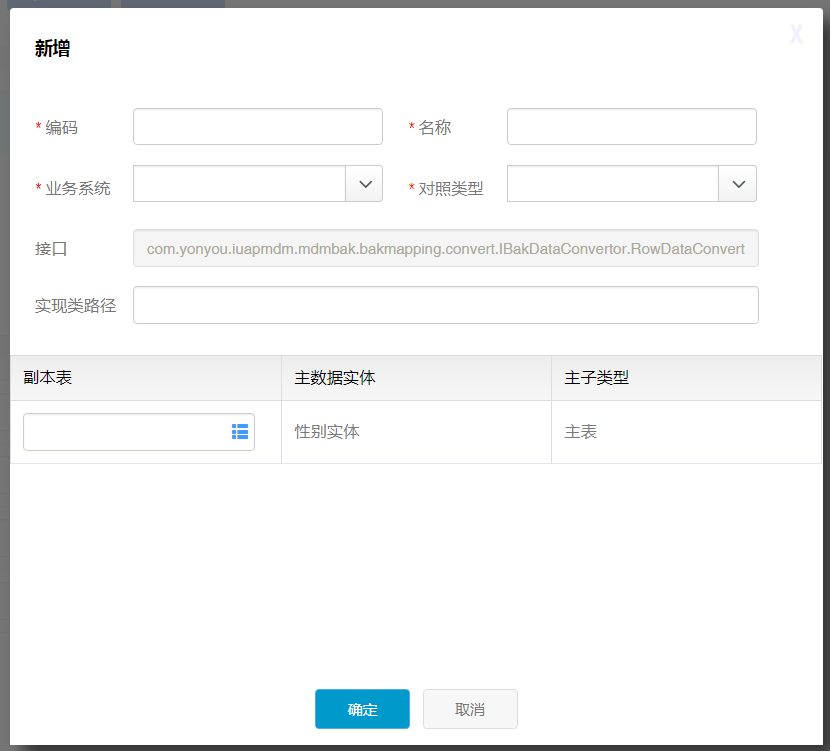 新增
X
* 编码
* 名称
* 业务系统
* 对照类型
接口
com.yonyou.iuapmdm.mdmbak.bakmapping.convert.IBakDataConvertor.RowDataConvert
实现类路径
副本表 主数据实体 主子类型
性别实体 主表
确定 取消